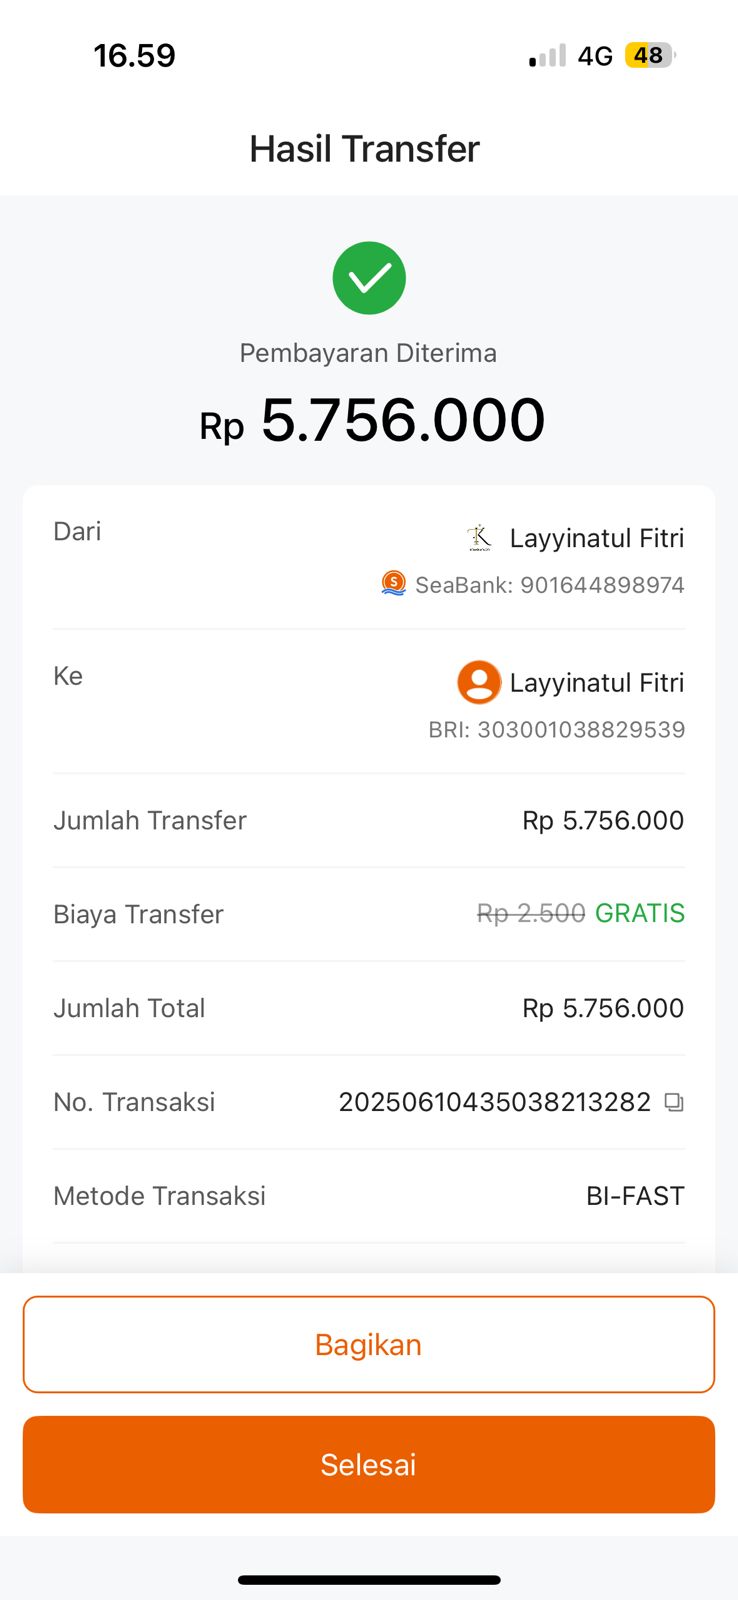 16.59
4G 48
Hasil Transfer
Pembayaran Diterima
Rp 5.756.000
Dari Layyinatul Fitri
SeaBank: 901644898974
Ke Layyinatul Fitri
BRI: 303001038829539
Jumlah Transfer Rp 5.756.000
Biaya Transfer Rp 2.500 GRATIS
Jumlah Total Rp 5.756.000
No. Transaksi 20250610435038213282
Metode Transaksi BI-FAST
Bagikan
Selesai